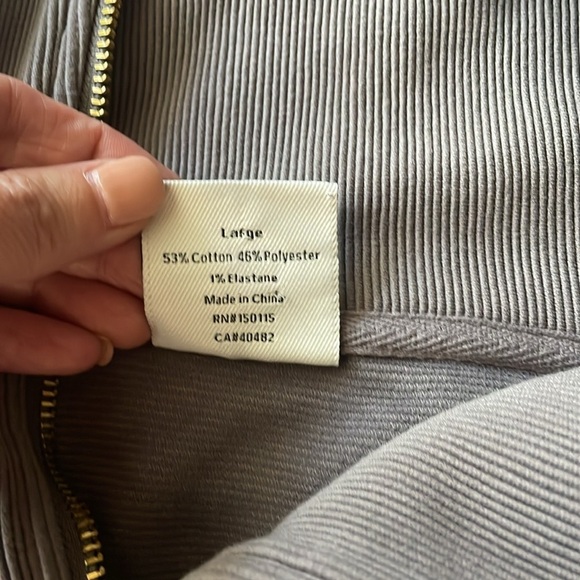 Large
53% Cotton 46% Polyester
1% Elastane
Made in China
RN#150115
CA#40482